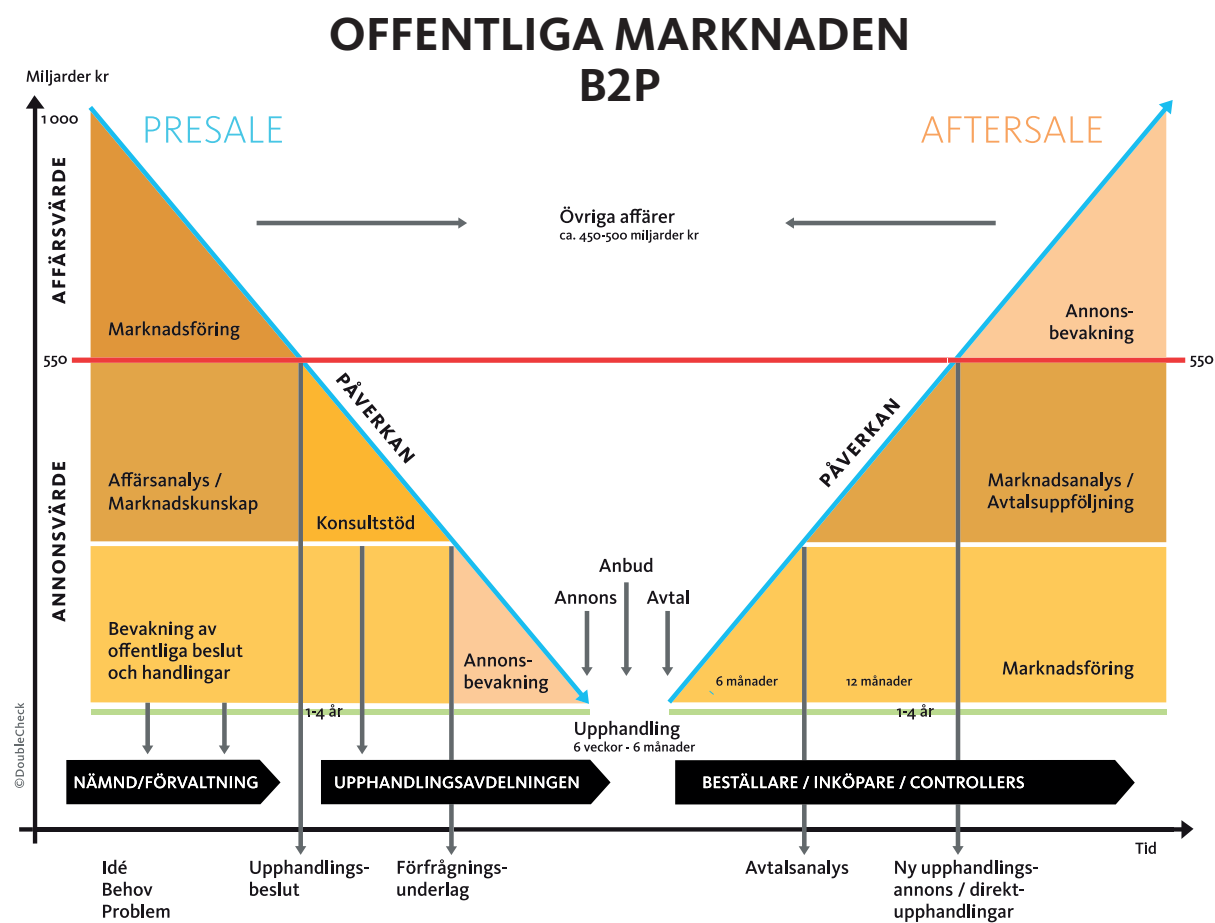 OFFENTLIGA MARKNADEN
B2P
Miljarder kr
1 000
PRESALE
AFTERSALE
AFFÄRSVÄRDE
Övriga affärer
ca. 450-500 miljarder kr
Marknadsföring
Annons-
bevakning
550
550
PÅVERKAN
PÅVERKAN
ANNONSVÄRDE
Affärsanalys /
Marknadskunskap
Konsultstöd
Marknadsanalys /
Avtalsuppföljning
Anbud
Annons
Avtal
Bevakning av
offentliga beslut
och handlingar
Annons-
bevakning
6 månader
12 månader
Marknadsföring
1-4 år
1-4 år
Upphandling
6 veckor - 6 månader
©DoubleCheck
NÄMND/FÖRVALTNING
UPPHANDLINGSAVDELNINGEN
BESTÄLLARE / INKÖPARE / CONTROLLERS
Tid
Idé
Behov
Problem
Upphandlings-
beslut
Förfrågnings-
underlag
Avtalsanalys
Ny upphandlings-
annons / direkt-
upphandlingar